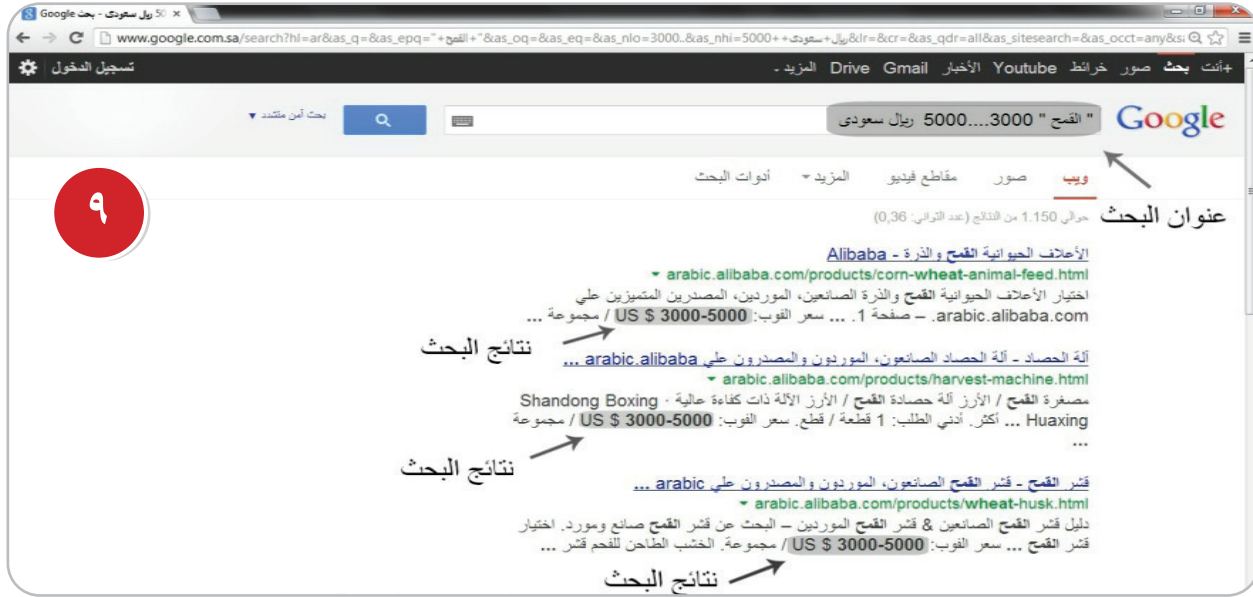 50 ريال سعودى - بحث Google
www.google.com.sa/search?hl=ar&as_q=&as_epq="+القمح+"&as_oq=&as_eq=&as_nlo=3000..&as_nhi=5000++ريال+سعودى&lr=&cr=&as_qdr=all&as_sitesearch=&as_occt=any&s
+أنت بحث صور خرائط Youtube الأخبار Drive Gmail المزيد
تسجيل الدخول
Google
" القمح " 3000....5000 ريال سعودى
بحث آمن متشدد
ويب صور مقاطع فيديو المزيد أدوات البحث
٩
عنوان البحث
حوالي 1.150 من النتائج (عدد الثواني: 0,36)
الأعلاف الحيوانية القمح والذرة - Alibaba
arabic.alibaba.com/products/corn-wheat-animal-feed.html
اختيار الأعلاف الحيوانية القمح والذرة الصانعين، الموردين، المصدرين المتميزين علي
arabic.alibaba.com. – صفحة 1. ... سعر الفوب: US $ 3000-5000 / مجموعة ...
نتائج البحث
آلة الحصاد - آلة الحصاد الصانعون، الموردون والمصدرون علي arabic.alibaba ...
arabic.alibaba.com/products/harvest-machine.html
مصغرة القمح / الأرز آلة حصادة القمح / الأرز الآلة ذات كفاءة عالية · Shandong Boxing
Huaxing ... أكثر. أدني الطلب: 1 قطعة / قطع. سعر الفوب: US $ 3000-5000 / مجموعة
...
نتائج البحث
قشر القمح - قشر القمح الصانعون، الموردون والمصدرون علي arabic ...
arabic.alibaba.com/products/wheat-husk.html
دليل قشر القمح الصانعين & قشر القمح الموردين – البحث عن قشر القمح صانع ومورد. اختيار
قشر القمح ... سعر الفوب: US $ 3000-5000 / مجموعة. الخشب الطاحن للفحم قشر ...
نتائج البحث